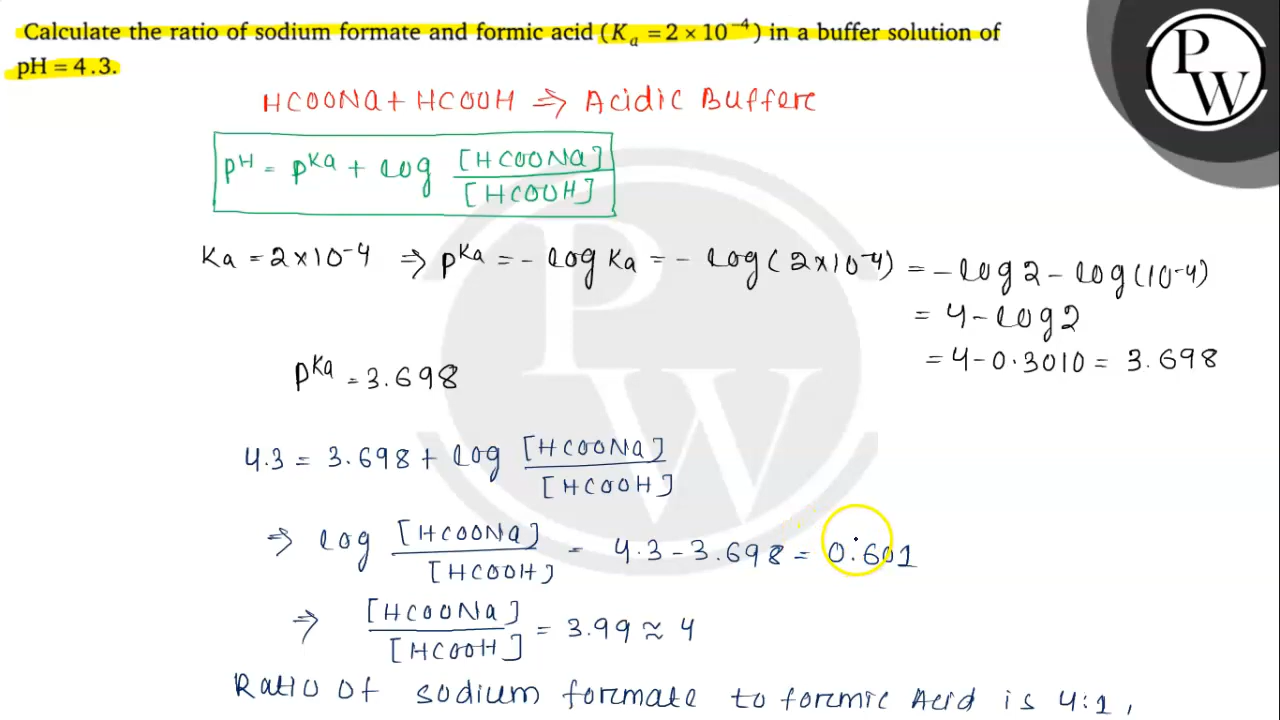 Calculate the ratio of sodium formate and formic acid (Kₐ = 2 × 10⁻⁴) in a buffer solution of
pH = 4.3.
PW
HCOONa + HCOOH ⇒ Acidic Buffer
pH = pKa + log [HCOONa] / [HCOOH]
Ka = 2×10⁻⁴ ⇒ pKa = - log Ka = - log(2×10⁻⁴) = - log 2 - log(10⁻⁴)
= 4 - log 2
= 4 - 0.3010 = 3.698
pKa = 3.698
4.3 = 3.698 + log [HCOONa] / [HCOOH]
⇒ log [HCOONa] / [HCOOH] = 4.3 - 3.698 = 0.601
⇒ [HCOONa] / [HCOOH] = 3.99 ≈ 4
Ratio of sodium formate to formic Acid is 4:1,